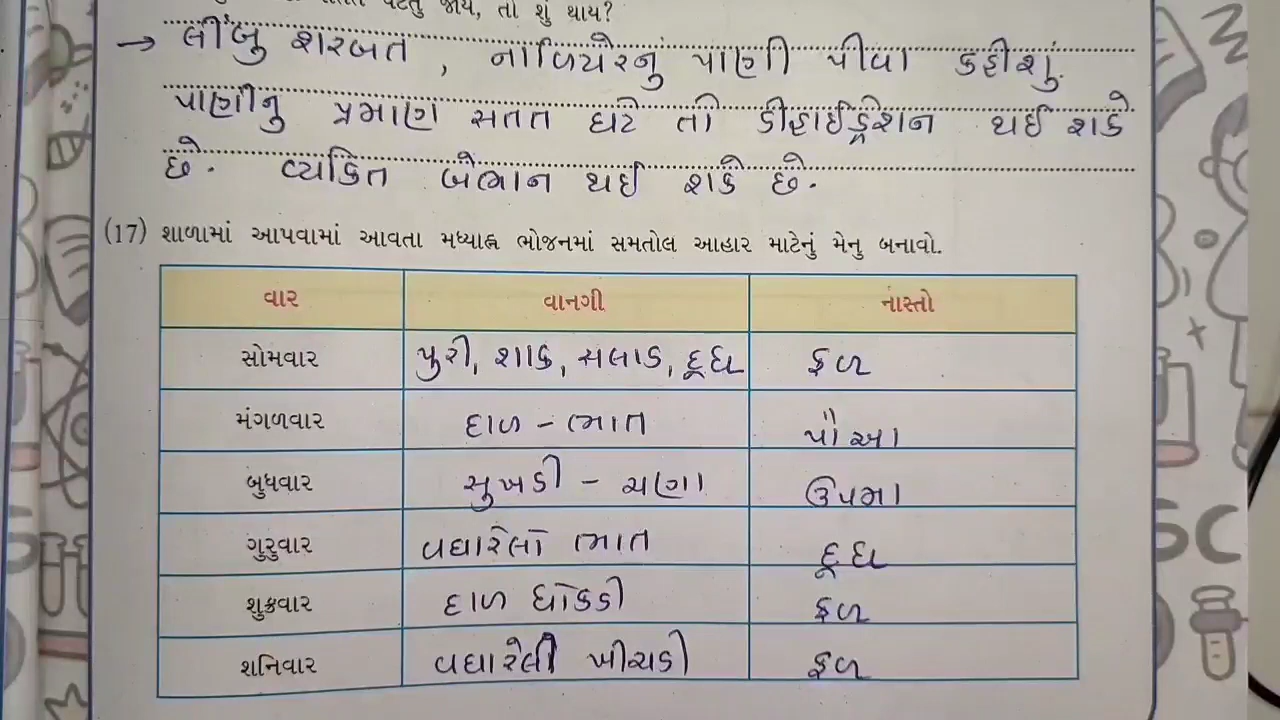 ઘટતું જાય, તો શું થાય?
→ લીંબુ શરબત , નાળિયેરનું પાણી પીવા કહીશું.
પાણીનુ પ્રમાણ સતત ઘટે તો ડીહાઈડ્રેશન થઈ શકે
છે. વ્યકિત બેભાન થઈ શકે છે.
(17) શાળામાં આપવામાં આવતા મધ્યાહ્ન ભોજનમાં સમતોલ આહાર માટેનું મેનુ બનાવો.
વાર વાનગી નાસ્તો
સોમવાર પુરી, શાક, સલાડ, દૂધ ફળ
મંગળવાર દાળ - ભાત પૌઆ
બુધવાર સુખડી - ચણા ઉપમા
ગુરુવાર વઘારેલો ભાત દૂધ
શુક્રવાર દાળ ઢોકળી ફળ
શનિવાર વઘારેલી ખીચડી ફળ
SC